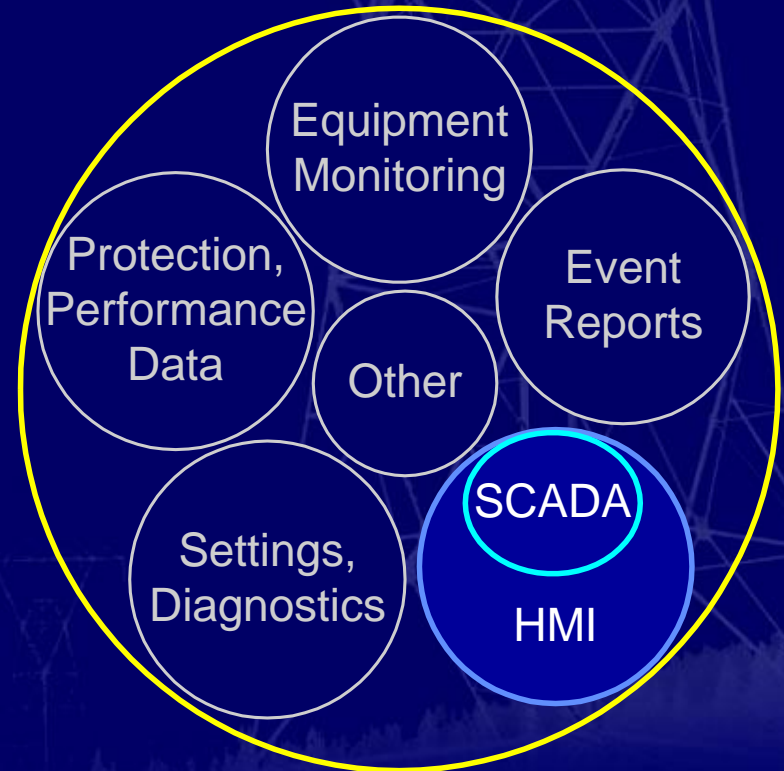 Equipment
Monitoring
Protection,
Performance
Data
Event
Reports
Other
Settings,
Diagnostics
SCADA
HMI